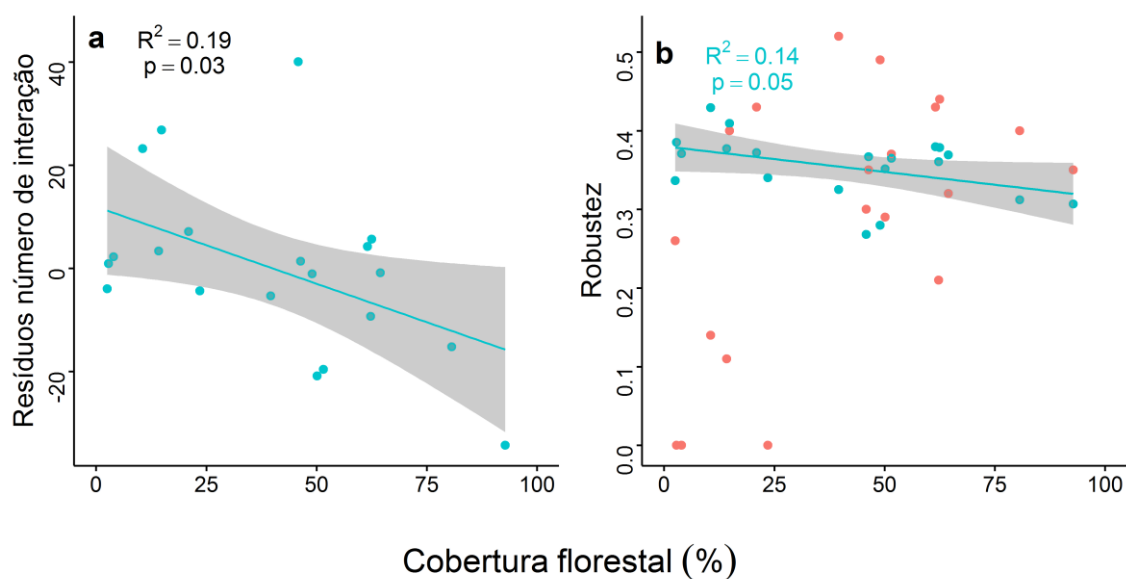 a
R² = 0.19
p = 0.03
Resíduos número de interação
40
20
0
-20
0 25 50 75 100
b
R² = 0.14
p = 0.05
Robustez
0.5
0.4
0.3
0.2
0.1
0.0
0 25 50 75 100
Cobertura florestal (%)